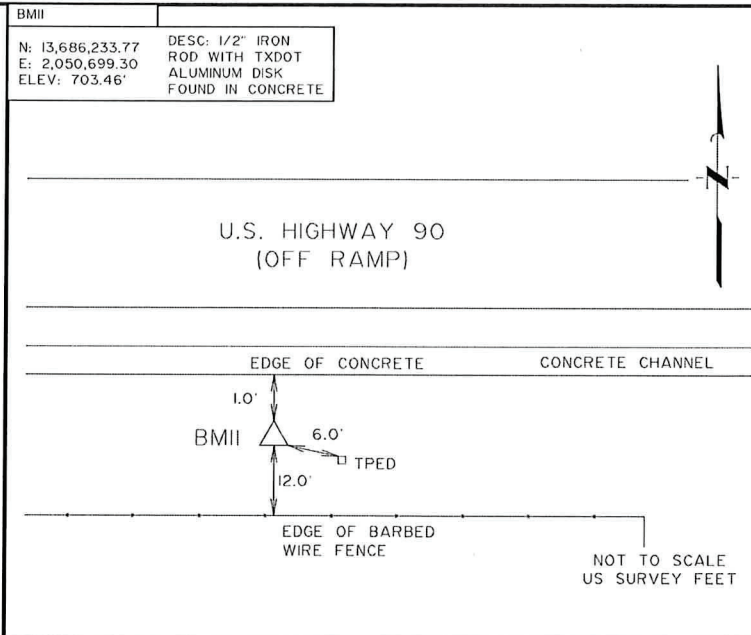 BM11
N: 13,686,233.77
E: 2,050,699.30
ELEV: 703.46'
DESC: 1/2" IRON
ROD WITH TXDOT
ALUMINUM DISK
FOUND IN CONCRETE
N
U.S. HIGHWAY 90
(OFF RAMP)
EDGE OF CONCRETE
CONCRETE CHANNEL
1.0'
BM11
6.0'
TPED
12.0'
EDGE OF BARBED
WIRE FENCE
NOT TO SCALE
US SURVEY FEET